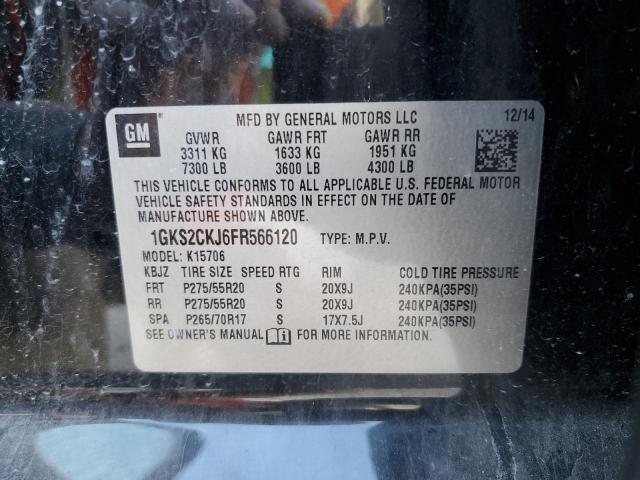 GM
MFD BY GENERAL MOTORS LLC 12/14
GVWR GAWR FRT GAWR RR
3311 KG 1633 KG 1951 KG
7300 LB 3600 LB 4300 LB
THIS VEHICLE CONFORMS TO ALL APPLICABLE U.S. FEDERAL MOTOR
VEHICLE SAFETY STANDARDS IN EFFECT ON THE DATE OF
MANUFACTURE SHOWN ABOVE.
1GKS2CKJ6FR566120 TYPE: M.P.V.
MODEL: K15706
KBJZ TIRE SIZE SPEED RTG RIM COLD TIRE PRESSURE
FRT P275/55R20 S 20X9J 240KPA(35PSI)
RR P275/55R20 S 20X9J 240KPA(35PSI)
SPA P265/70R17 S 17X7.5J 240KPA(35PSI)
SEE OWNER'S MANUAL FOR MORE INFORMATION.